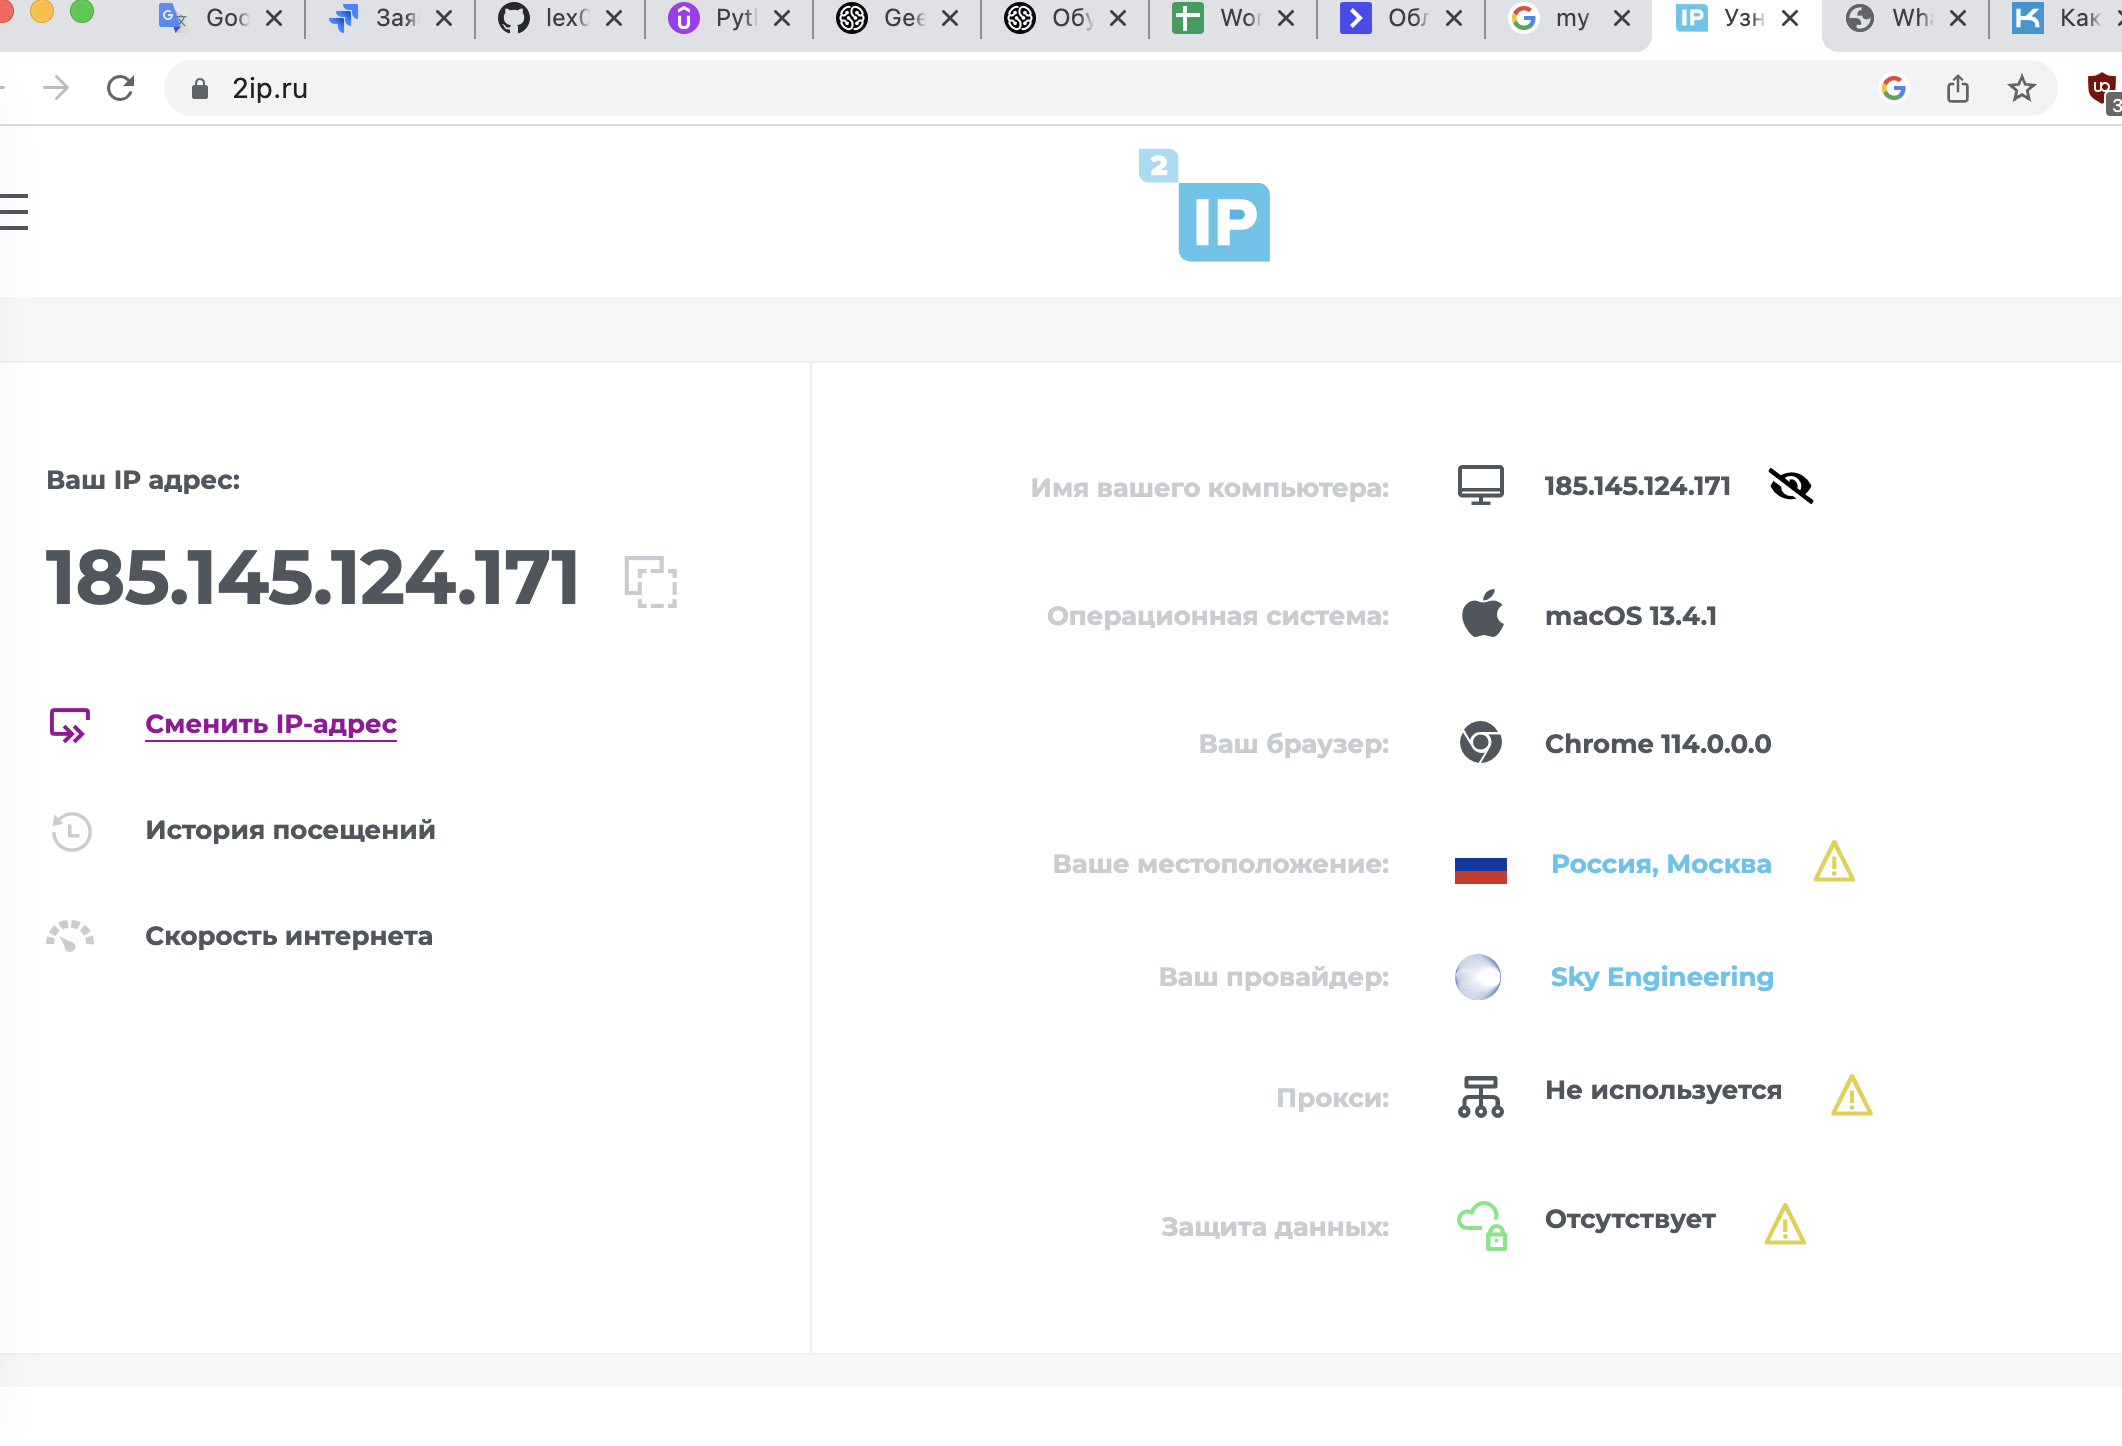 Goo
Заяв
lex0
Pyth
Gee
Обу
Wor
Обл
my
Узн
Wha
Как
2ip.ru
2
IP
Ваш IP адрес:
185.145.124.171
Сменить IP-адрес
История посещений
Скорость интернета
Имя вашего компьютера: 185.145.124.171
Операционная система: macOS 13.4.1
Ваш браузер: Chrome 114.0.0.0
Ваше местоположение: Россия, Москва
Ваш провайдер: Sky Engineering
Прокси: Не используется
Защита данных: Отсутствует